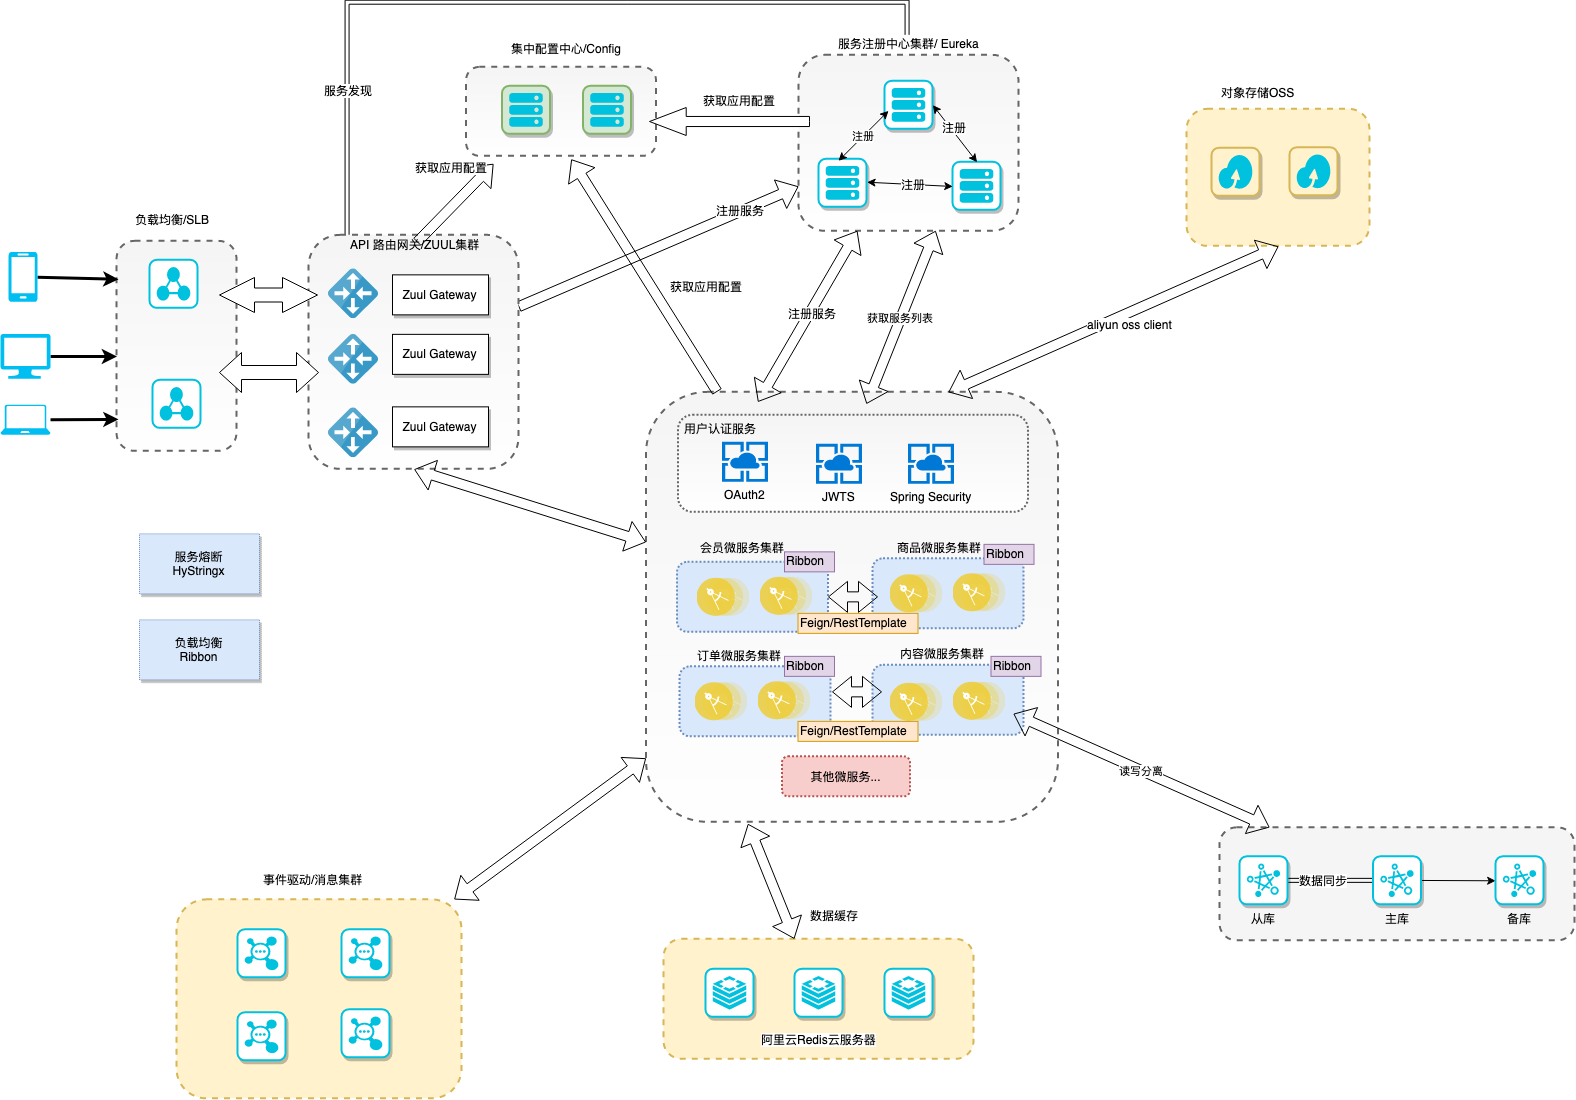 服务注册中心集群/ Eureka
集中配置中心/Config
服务发现
对象存储OSS
获取应用配置
注册
注册
注册
获取应用配置
注册服务
负载均衡/SLB
API 路由网关/ZUUL集群
Zuul Gateway
Zuul Gateway
Zuul Gateway
获取应用配置
注册服务
获取服务列表
aliyun oss client
用户认证服务
OAuth2
JWTS
Spring Security
服务熔断
HyStringx
负载均衡
Ribbon
会员微服务集群
Ribbon
商品微服务集群
Ribbon
Feign/RestTemplate
订单微服务集群
Ribbon
内容微服务集群
Ribbon
Feign/RestTemplate
其他微服务...
读写分离
事件驱动/消息集群
数据缓存
数据同步
从库
主库
备库
阿里云Redis云服务器